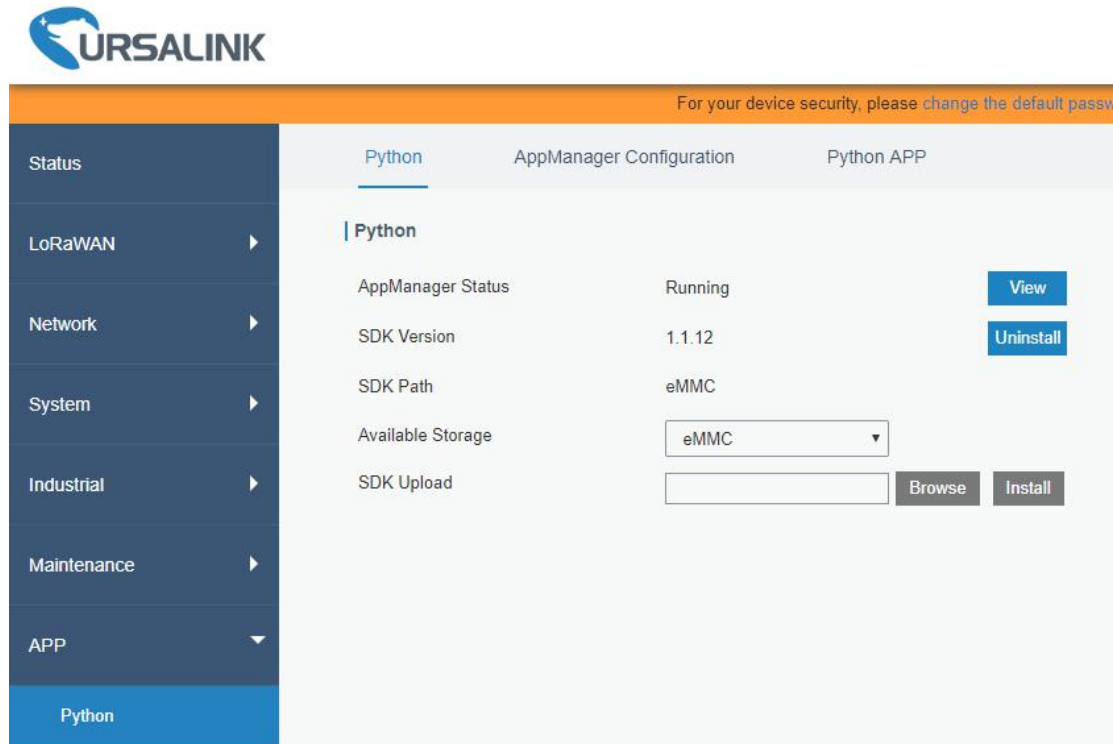 URSALINK
For your device security, please change the default
Status
LoRaWAN
Network
System
Industrial
Maintenance
APP
Python
Python AppManager Configuration Python APP
Python
AppManager Status Running View
SDK Version 1.1.12 Uninstall
SDK Path eMMC
Available Storage eMMC
SDK Upload Browse Install